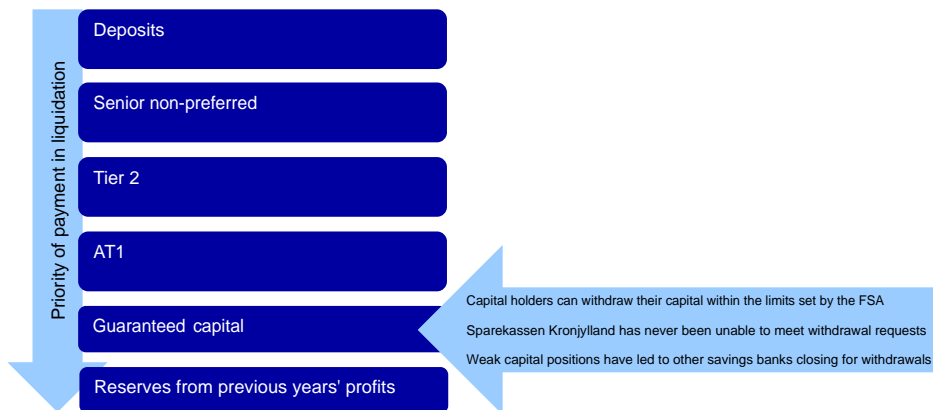 Priority of payment in liquidation
Deposits
Senior non-preferred
Tier 2
AT1
Guaranteed capital
Capital holders can withdraw their capital within the limits set by the FSA
Sparekassen Kronjylland has never been unable to meet withdrawal requests
Weak capital positions have led to other savings banks closing for withdrawals
Reserves from previous years' profits